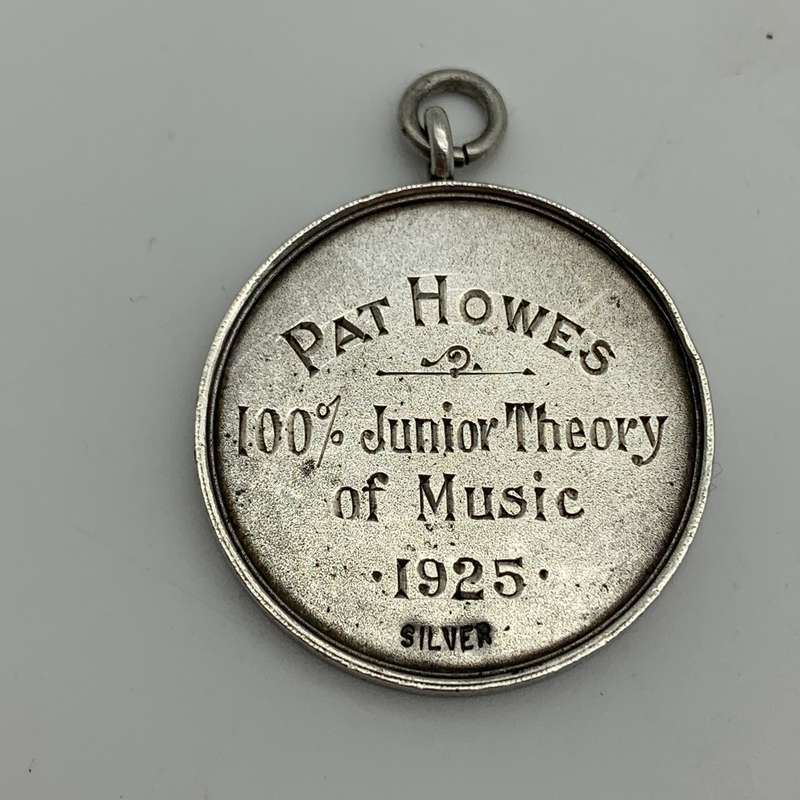 PAT HOWES
100% Junior Theory
of Music
·1925·
SILVER